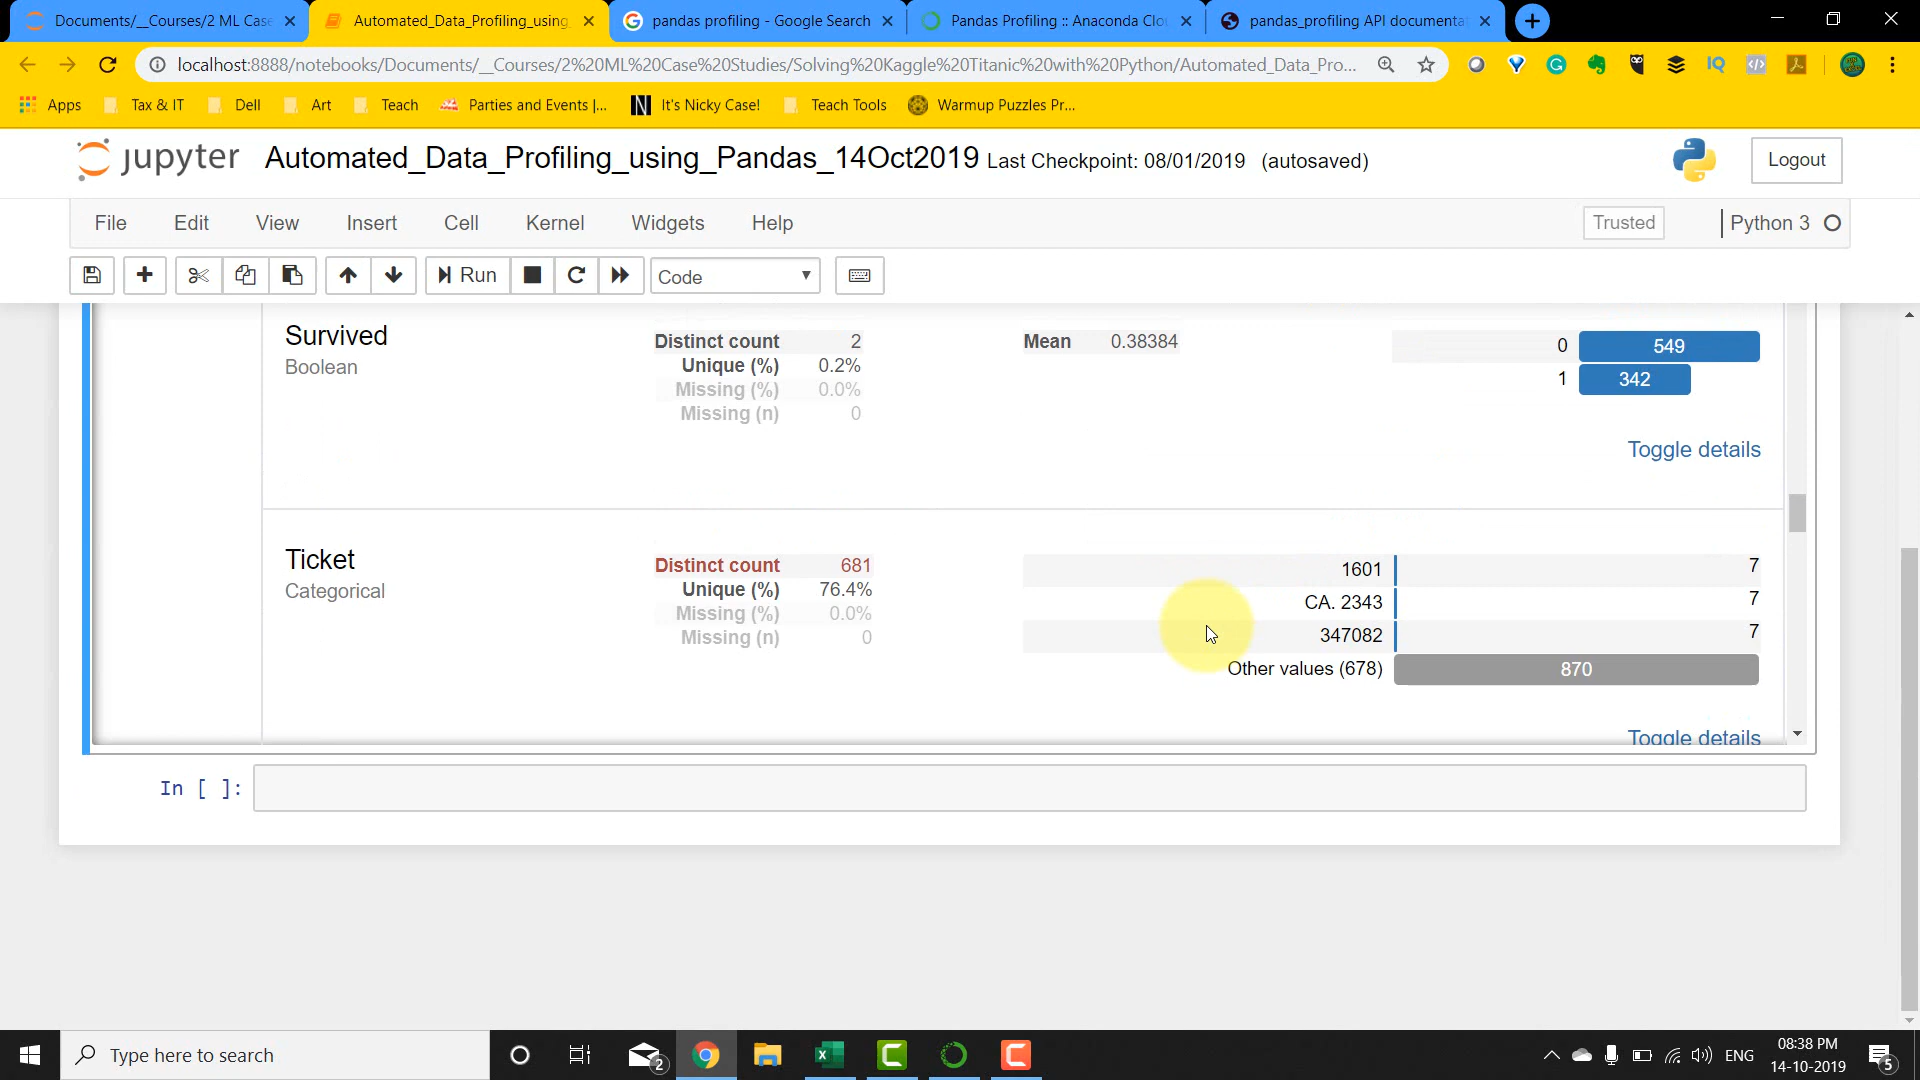 Documents/__Courses/2 ML Case
Automated_Data_Profiling_using_
pandas profiling - Google Search
Pandas Profiling :: Anaconda Clo
pandas_profiling API documenta
localhost:8888/notebooks/Documents/__Courses/2%20ML%20Case%20Studies/Solving%20Kaggle%20Titanic%20with%20Python/Automated_Data_Pro...
Apps
Tax & IT
Dell
Art
Teach
Parties and Events |...
It's Nicky Case!
Teach Tools
Warmup Puzzles Pr...
jupyter Automated_Data_Profiling_using_Pandas_14Oct2019 Last Checkpoint: 08/01/2019 (autosaved)
Logout
File Edit View Insert Cell Kernel Widgets Help
Trusted
Python 3
Run
Code
Survived
Boolean
Distinct count 2
Unique (%) 0.2%
Missing (%) 0.0%
Missing (n) 0
Mean 0.38384
0 549
1 342
Toggle details
Ticket
Categorical
Distinct count 681
Unique (%) 76.4%
Missing (%) 0.0%
Missing (n) 0
1601 7
CA. 2343 7
347082 7
Other values (678) 870
Toggle details
In [ ]:
Type here to search
2
ENG
08:38 PM
14-10-2019
5